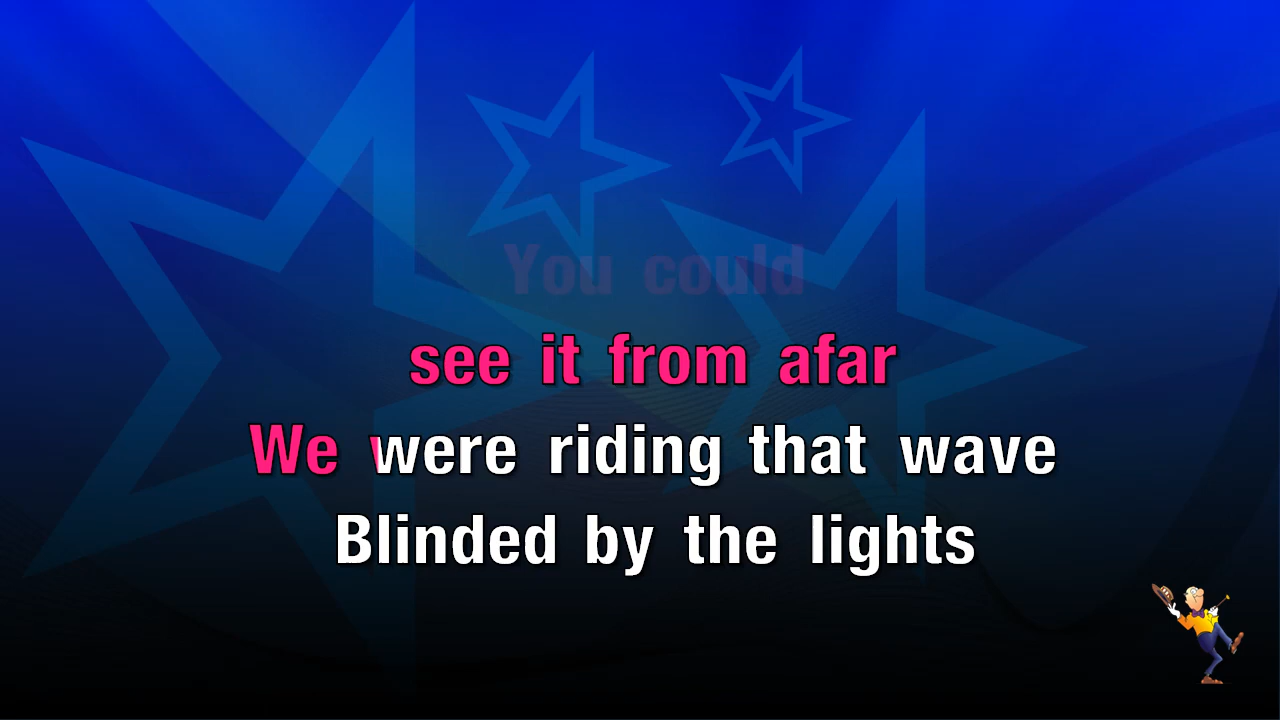 You could
see it from afar
We were riding that wave
Blinded by the lights